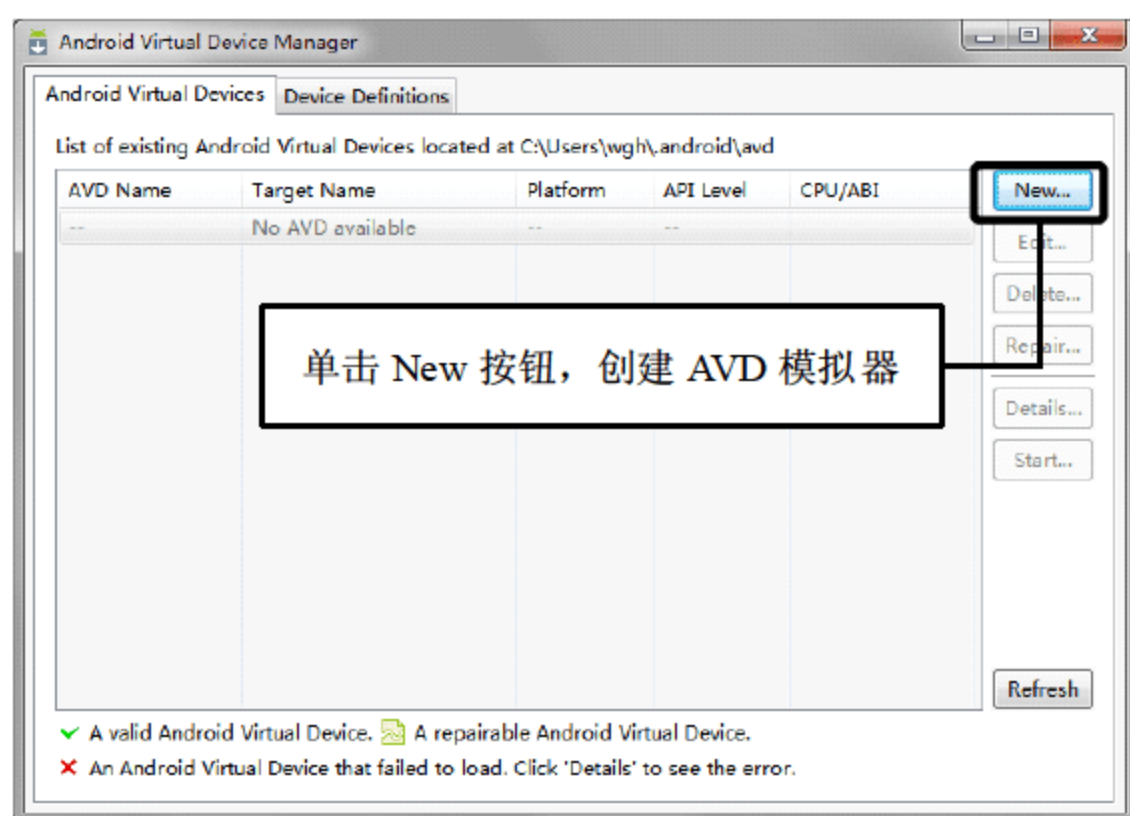 Android Virtual Device Manager
Android Virtual Devices Device Definitions
List of existing Android Virtual Devices located at C:\Users\wgh\.android\avd
AVD Name Target Name Platform API Level CPU/ABI New...
-- No AVD available -- --
Edit...
Delete...
Repair...
单击 New 按钮，创建 AVD 模拟器
Details...
Start...
Refresh
A valid Android Virtual Device. A repairable Android Virtual Device.
An Android Virtual Device that failed to load. Click 'Details' to see the error.